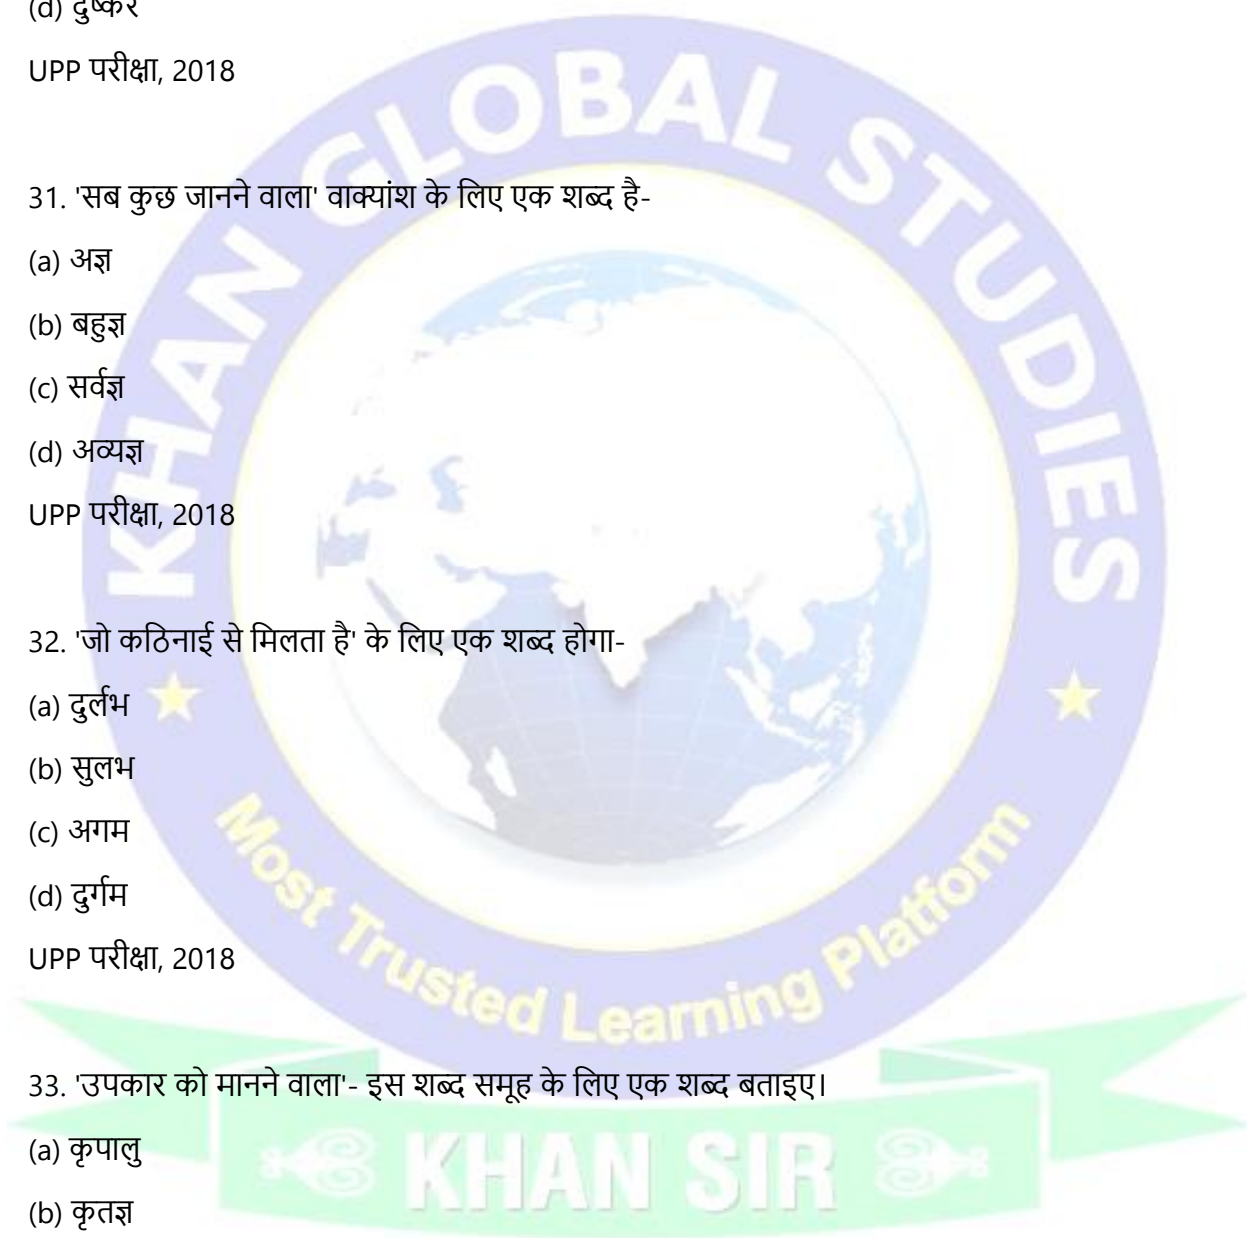 (d) दुष्कर
UPP परीक्षा, 2018
31. 'सब कुछ जानने वाला' वाक्यांश के लिए एक शब्द है-
(a) अज्ञ
(b) बहुज्ञ
(c) सर्वज्ञ
(d) अव्यज्ञ
UPP परीक्षा, 2018
32. 'जो कठिनाई से मिलता है' के लिए एक शब्द होगा-
(a) दुर्लभ
(b) सुलभ
(c) अगम
(d) दुर्गम
UPP परीक्षा, 2018
33. 'उपकार को मानने वाला'- इस शब्द समूह के लिए एक शब्द बताइए।
(a) कृपालु
(b) कृतज्ञ
KHAN GLOBAL STUDIES
Most Trusted Learning Platform
KHAN SIR